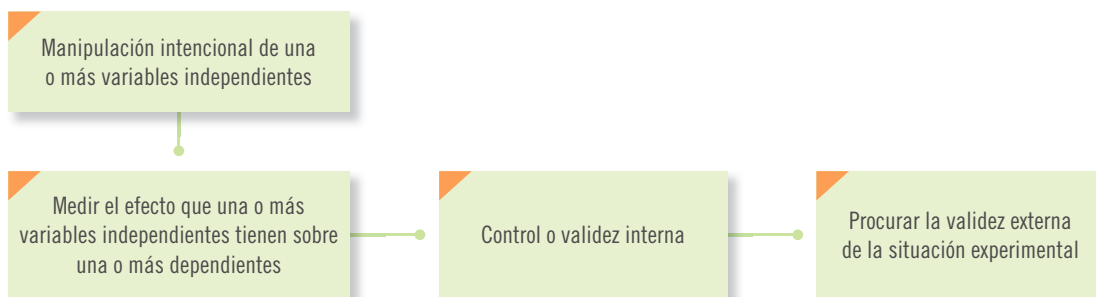 Manipulación intencional de una
o más variables independientes
Medir el efecto que una o más
variables independientes tienen sobre
una o más dependientes
Control o validez interna
Procurar la validez externa
de la situación experimental